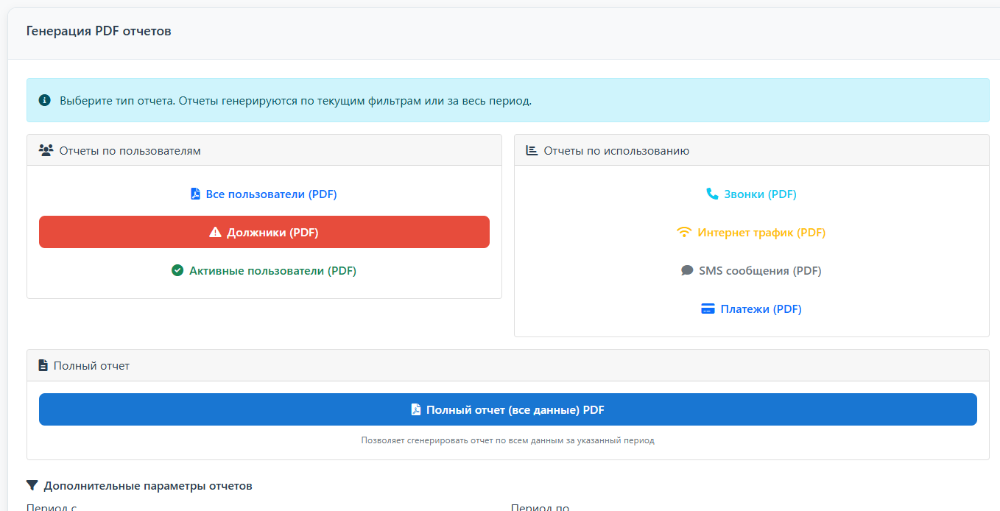 Генерация PDF отчетов
Выберите тип отчета. Отчеты генерируются по текущим фильтрам или за весь период.
Отчеты по пользователям
Все пользователи (PDF)
Должники (PDF)
Активные пользователи (PDF)
Отчеты по использованию
Звонки (PDF)
Интернет трафик (PDF)
SMS сообщения (PDF)
Платежи (PDF)
Полный отчет
Полный отчет (все данные) PDF
Позволяет сгенерировать отчет по всем данным за указанный период
Дополнительные параметры отчетов
Период с
Период по